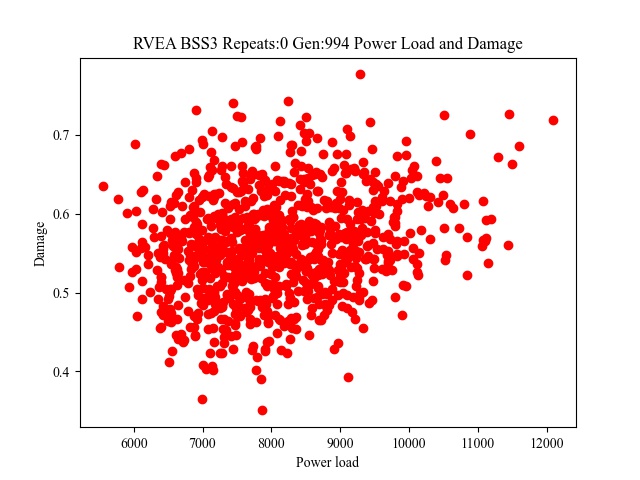 RVEA BSS3 Repeats:0 Gen:994 Power Load and Damage
0.7
0.6
0.5
0.4
Damage
6000 7000 8000 9000 10000 11000 12000
Power load